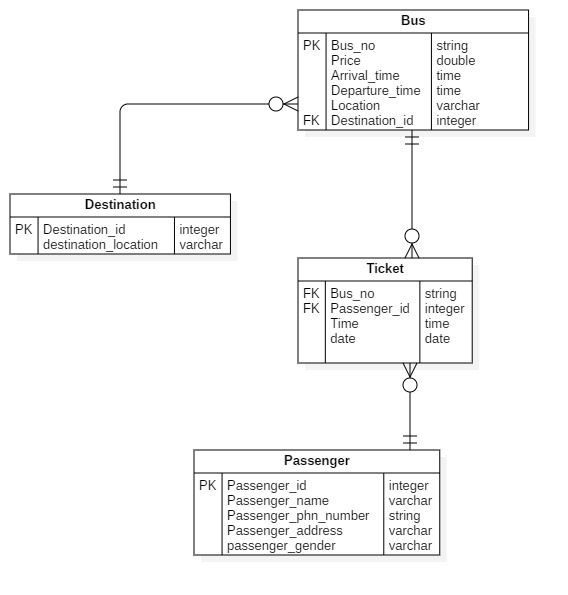 Bus
PK Bus_no string
Price double
Arrival_time time
Departure_time time
Location varchar
FK Destination_id integer
Destination
PK Destination_id integer
destination_location varchar
Ticket
FK Bus_no string
FK Passenger_id integer
Time time
date date
Passenger
PK Passenger_id integer
Passenger_name varchar
Passenger_phn_number string
Passenger_address varchar
passenger_gender varchar